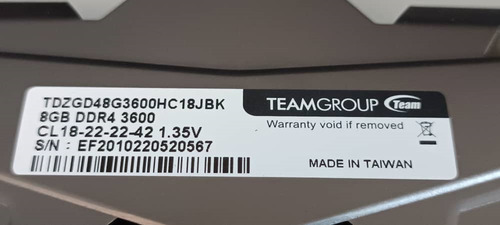 TDZGD48G3600HC18JBK
8GB DDR4 3600
CL18-22-22-42 1.35V
S/N : EF2010220520567
TEAMGROUP Team
Warranty void if removed
MADE IN TAIWAN